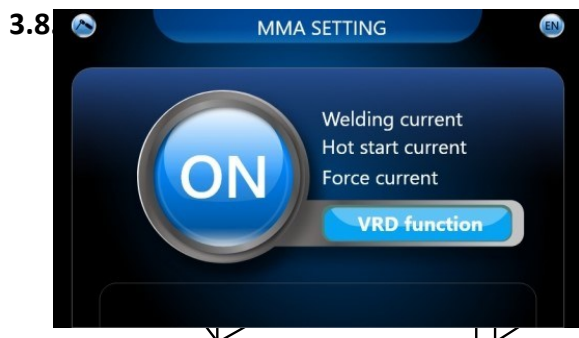 3.8.
MMA SETTING
EN
Welding current
Hot start current
Force current
ON
VRD function